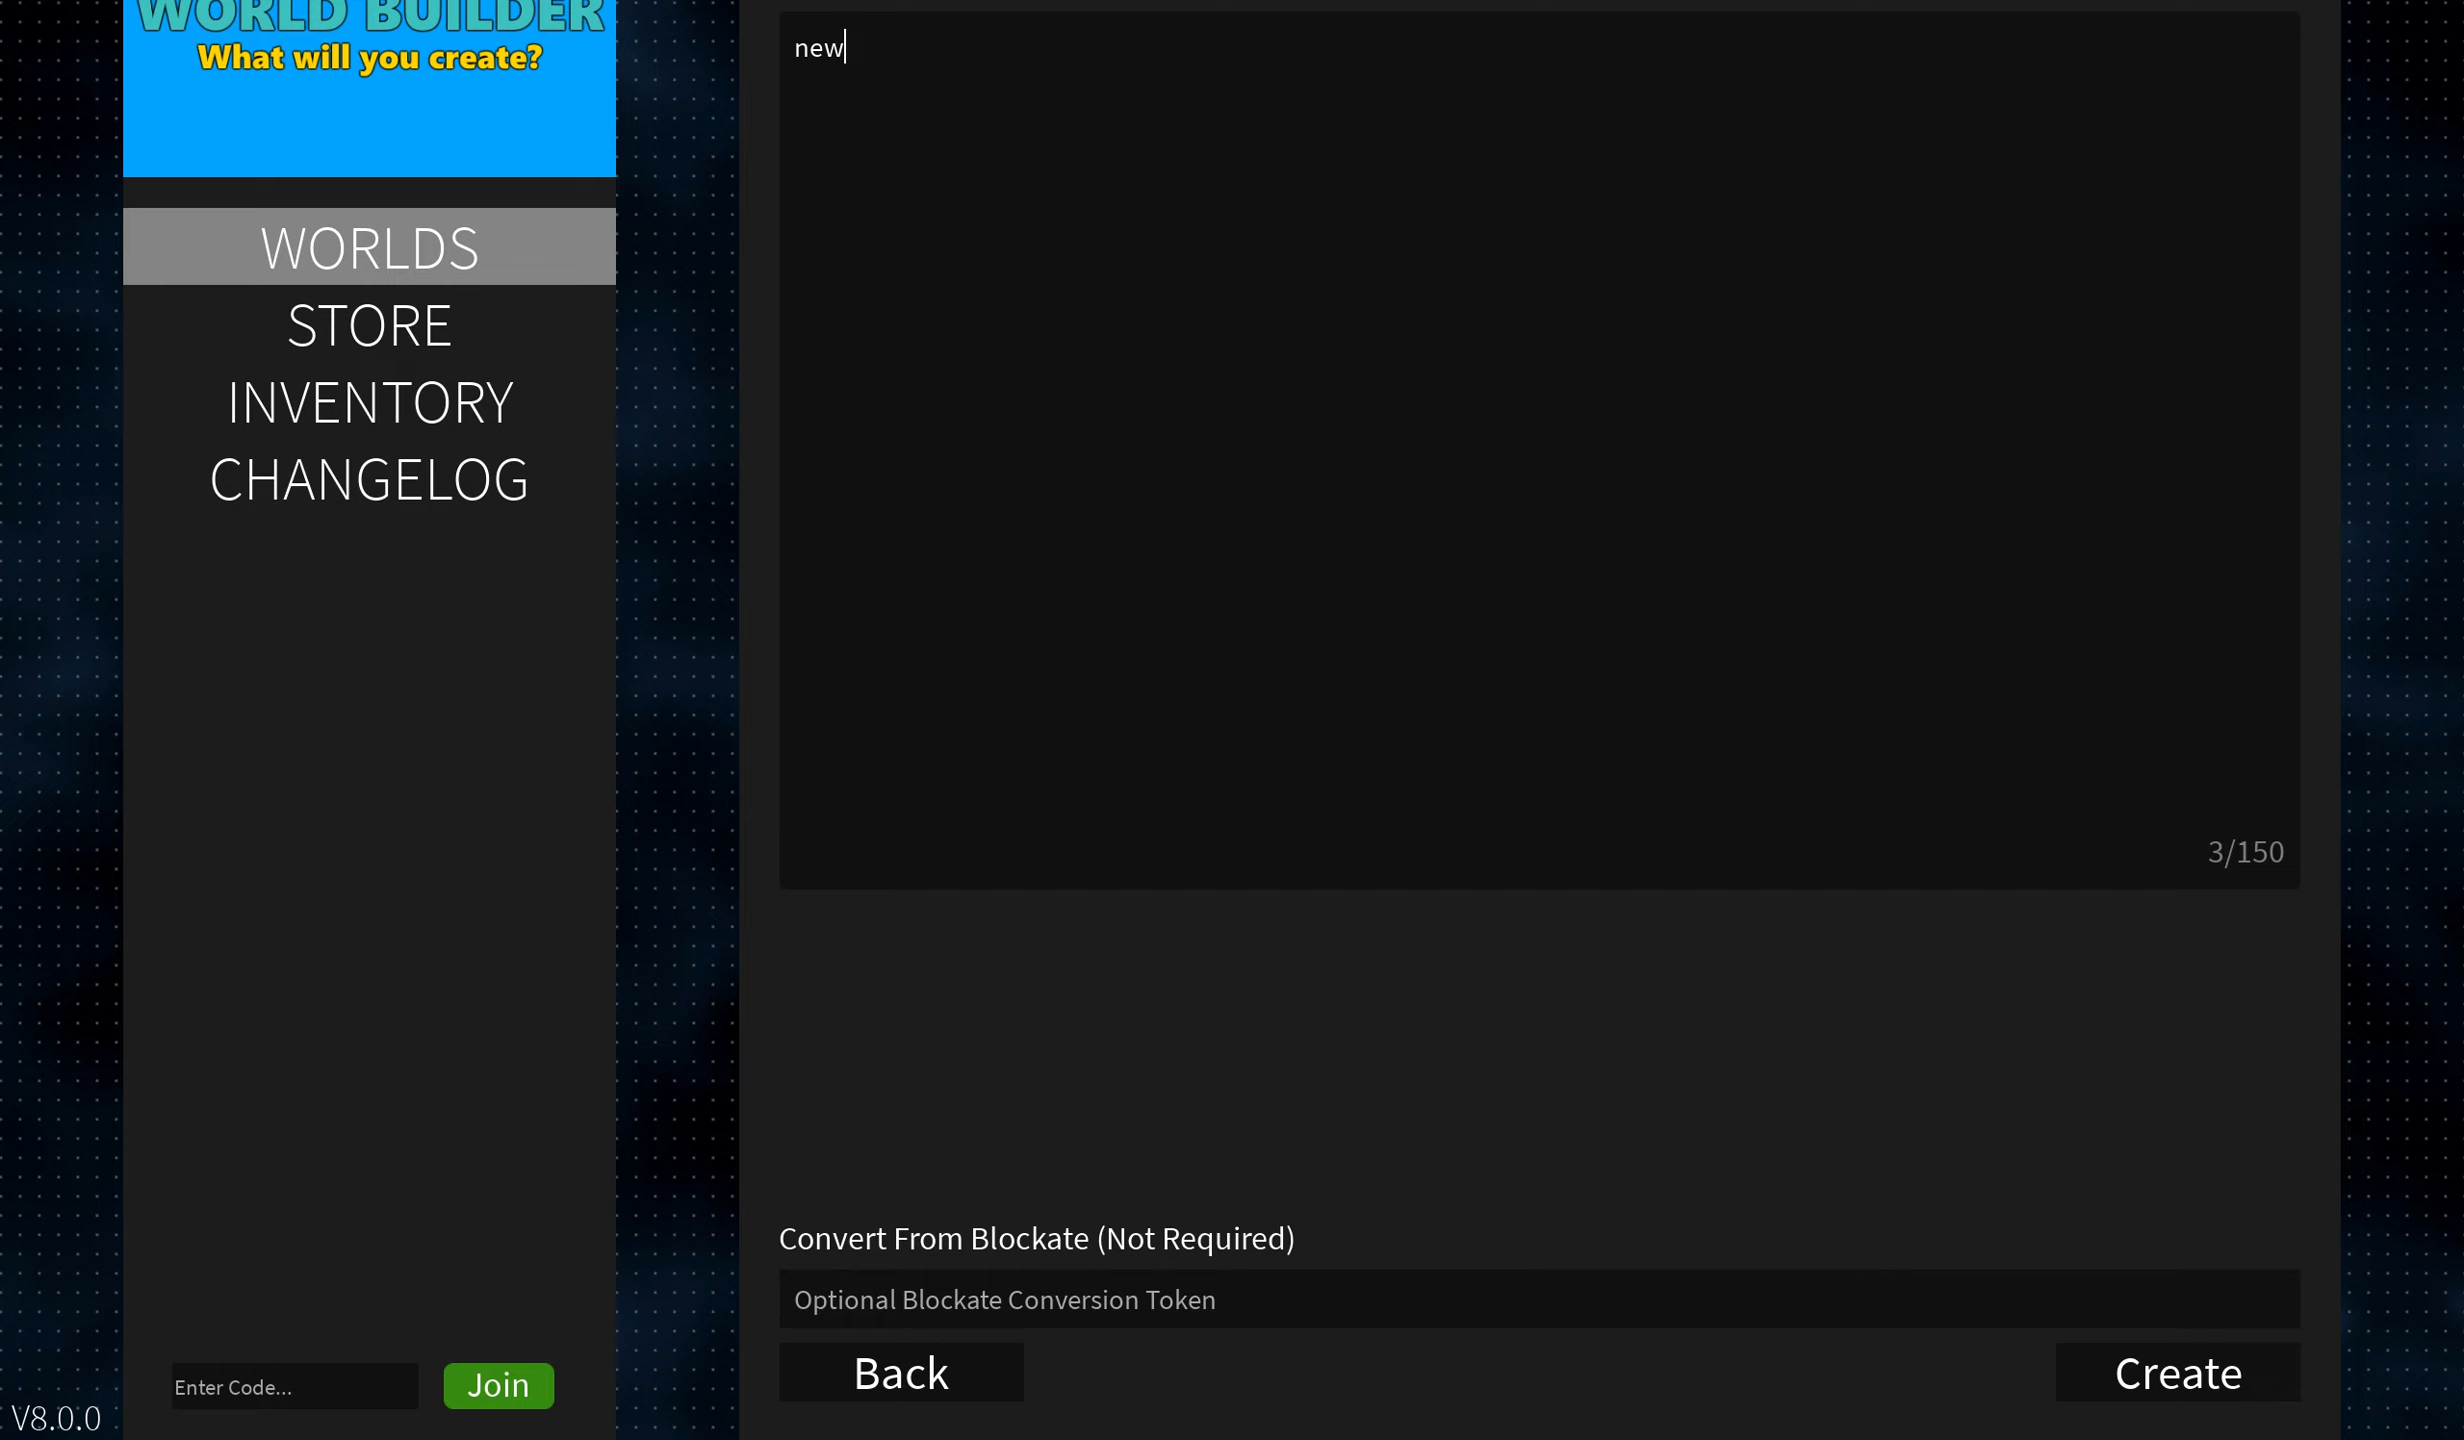 WORLD BUILDER
What will you create?
WORLDS
STORE
INVENTORY
CHANGELOG
Enter Code...
Join
V8.0.0
new
3/150
Convert From Blockate (Not Required)
Optional Blockate Conversion Token
Back
Create